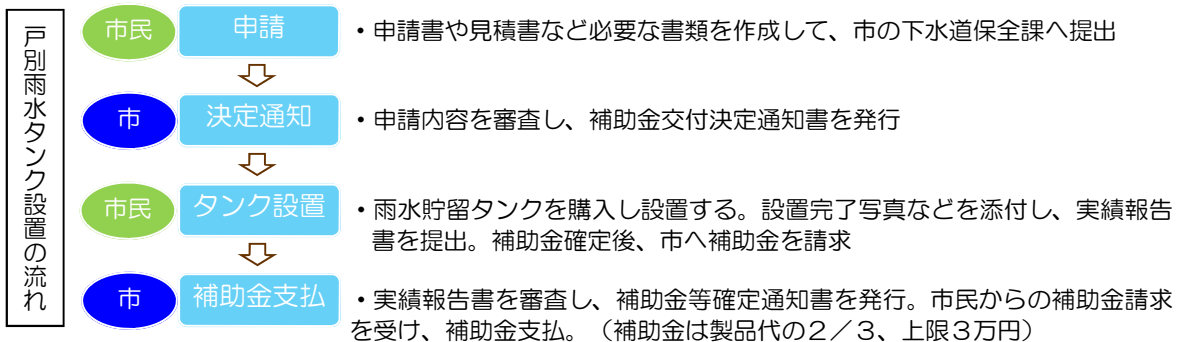 戸別雨水タンク設置の流れ
市民
申請
・申請書や見積書など必要な書類を作成して、市の下水道保全課へ提出
市
決定通知
・申請内容を審査し、補助金交付決定通知書を発行
市民
タンク設置
・雨水貯留タンクを購入し設置する。設置完了写真などを添付し、実績報告
書を提出。補助金確定後、市へ補助金を請求
市
補助金支払
・実績報告書を審査し、補助金等確定通知書を発行。市民からの補助金請求
を受け、補助金支払。（補助金は製品代の２／３、上限３万円）